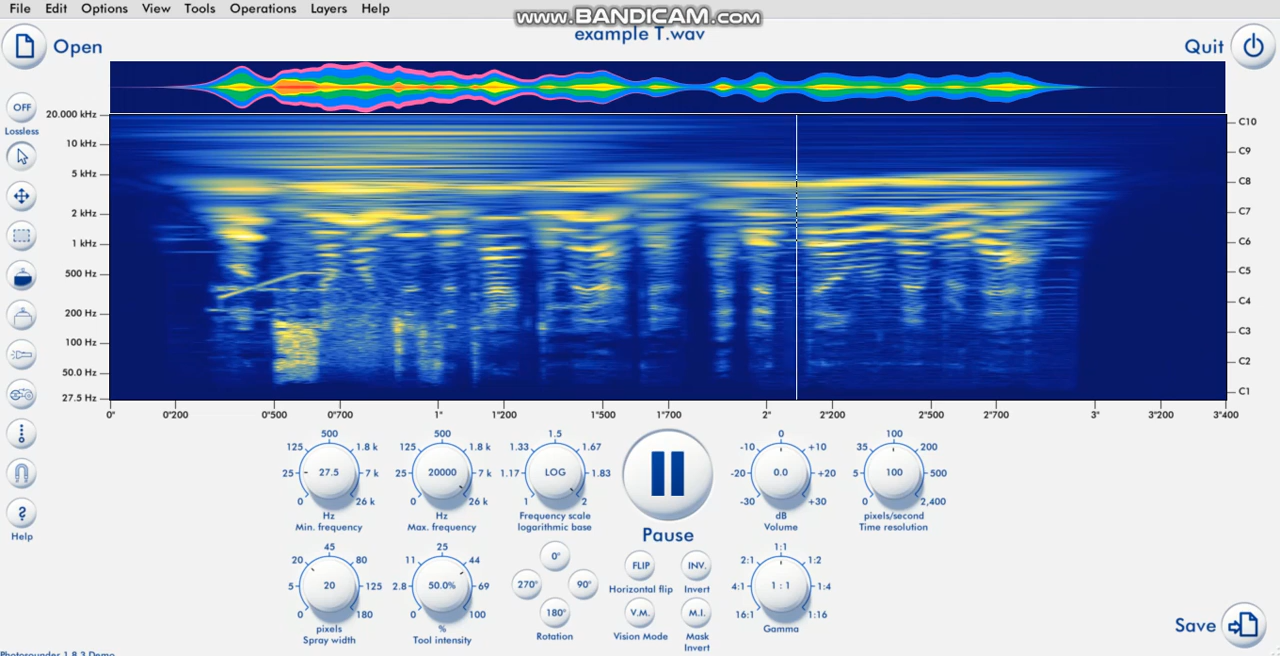 File Edit Options View Tools Operations Layers Help
www.BANDICAM.com
example T.wav
Open
Quit
OFF
Lossless
20.000 kHz
10 kHz
5 kHz
2 kHz
1 kHz
500 Hz
200 Hz
100 Hz
50.0 Hz
27.5 Hz
C10
C9
C8
C7
C6
C5
C4
C3
C2
C1
0" 0"200 0"500 0"700 1" 1"200 1"500 1"700 2" 2"200 2"500 2"700 3" 3"200 3"400
?
Help
500
125 1.8 k
25 27.5 7 k
0 26 k
Hz
Min. frequency
500
125 1.8 k
25 20000 7 k
0 26 k
Hz
Max. frequency
1.5
1.33 1.67
1.17 LOG 1.83
1 2
Frequency scale
logarithmic base
Pause
0
-10 +10
-20 0.0 +20
-30 +30
dB
Volume
100
35 200
5 100 500
0 2,400
pixels/second
Time resolution
45
20 80
5 20 125
0 180
pixels
Spray width
25
11 44
2.8 50.0% 69
0 100
%
Tool intensity
0°
270° 90°
180°
Rotation
FLIP
Horizontal flip
INV.
Invert
V.M.
Vision Mode
M.I.
Mask
Invert
1:1
2:1 1:2
4:1 1 : 1 1:4
16:1 1:16
Gamma
Save
Photosounder 1.8.3 Demo